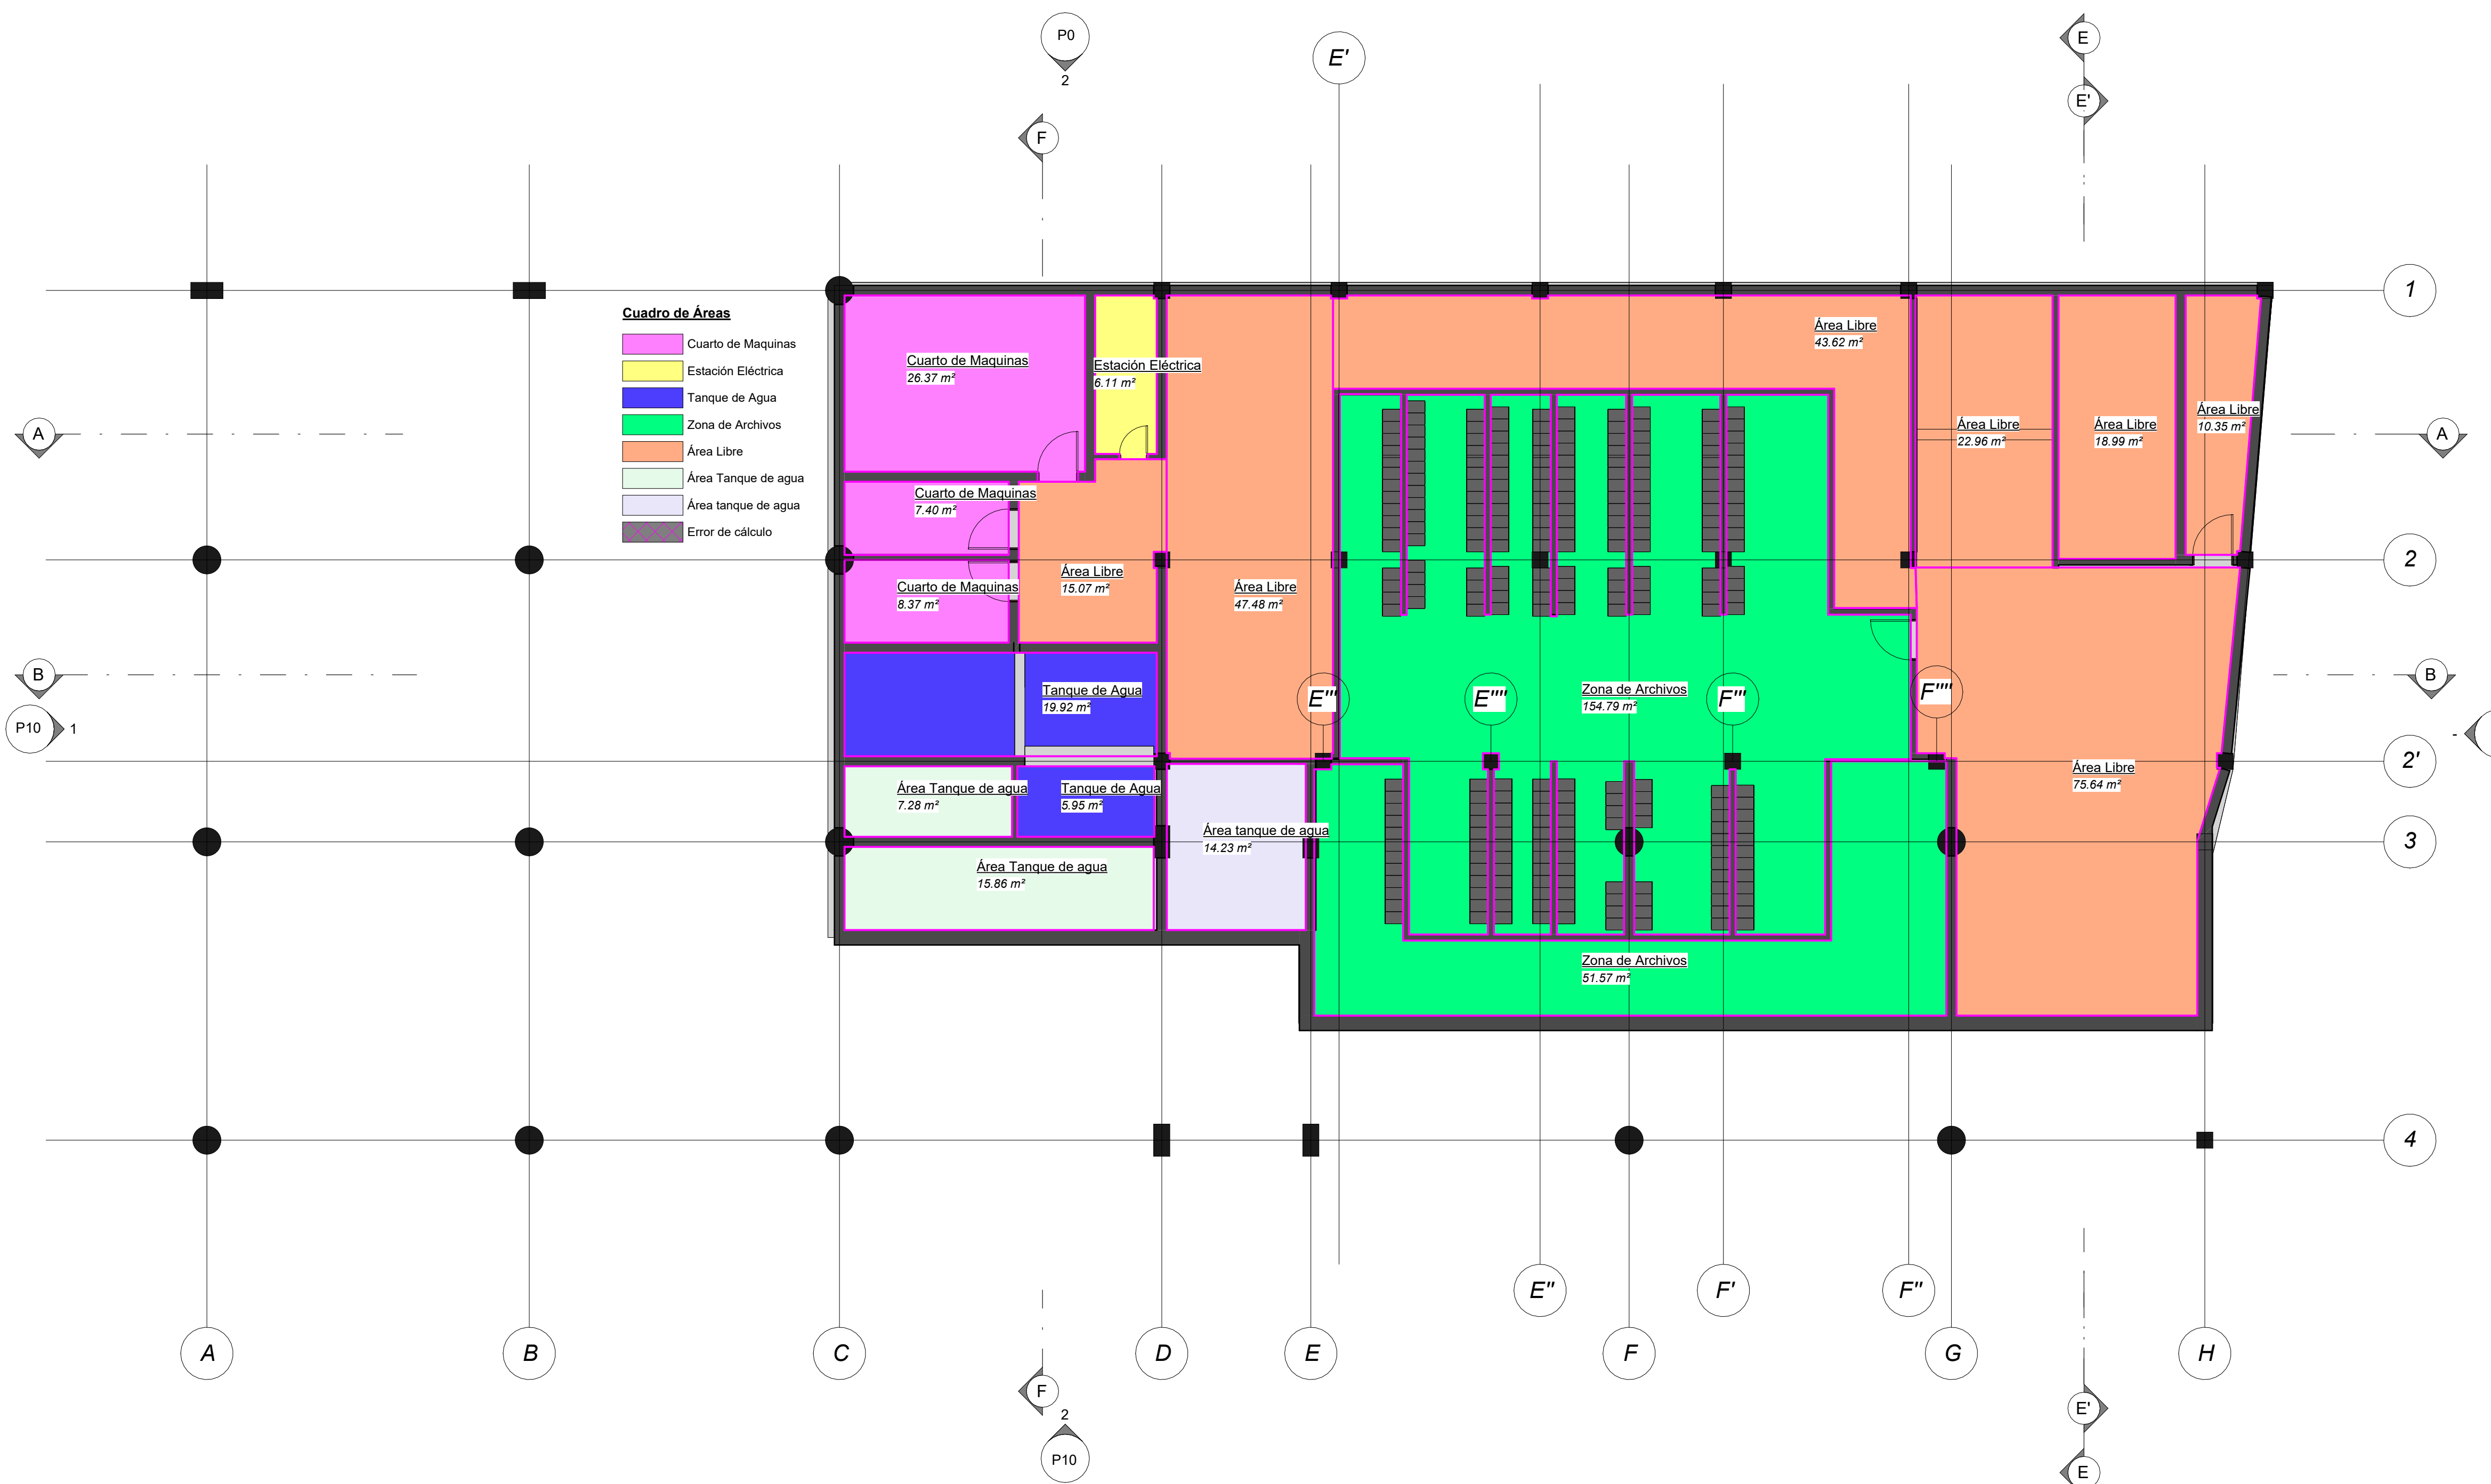 P0
2
E'
E
E'
F
1
Cuadro de Áreas
Cuarto de Maquinas
Estación Eléctrica
Tanque de Agua
Zona de Archivos
Área Libre
Área Tanque de agua
Área tanque de agua
Error de cálculo
Cuarto de Maquinas
26.37 m²
Estación Eléctrica
6.11 m²
Área Libre
43.62 m²
Área Libre
22.96 m²
Área Libre
18.99 m²
Área Libre
10.35 m²
A
A
Cuarto de Maquinas
7.40 m²
2
Cuarto de Maquinas
8.37 m²
Área Libre
15.07 m²
Área Libre
47.48 m²
B
B
Tanque de Agua
19.92 m²
E'''
E''''
Zona de Archivos
154.79 m²
F'''
F''''
P10
1
-
2'
Área Libre
75.64 m²
Área Tanque de agua
7.28 m²
Tanque de Agua
5.95 m²
Área tanque de agua
14.23 m²
3
Área Tanque de agua
15.86 m²
Zona de Archivos
51.57 m²
4
E''
F'
F''
A
B
C
D
E
F
G
H
F
2
P10
E'
E